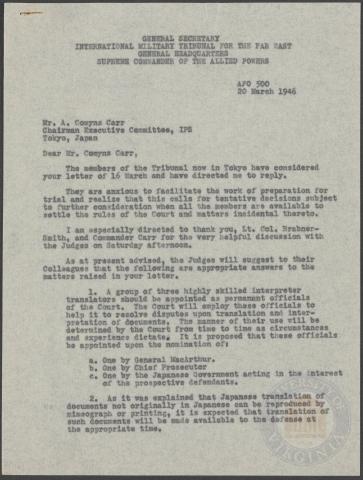 GENERAL SECRETARY
INTERNATIONAL MILITARY TRIBUNAL FOR THE FAR EAST
GENERAL HEADQUARTERS
SUPREME COMMANDER OF THE ALLIED POWERS
APO 500
20 March 1946
Mr. A. Comyns Carr
Chairman Executive Committee, IPS
Tokyo, Japan
Dear Mr. Comyns Carr,
The members of the Tribunal now in Tokyo have considered
your letter of 16 March and have directed me to reply.
They are anxious to facilitate the work of preparation for
trial and realize that this calls for tentative decisions subject
to further consideration when all the members are available to
settle the rules of the Court and matters incidental thereto.
I am especially directed to thank you, Lt. Col. Brabner-
Smith, and Commander Carr for the very helpful discussion with
the Judges on Saturday afternoon.
As at present advised, the Judges will suggest to their
Colleagues that the following are appropriate answers to the
matters raised in your letter.
1. A group of three highly skilled interpreter
translators should be appointed as permanent officials
of the Court. The Court will employ these officials to
help it to resolve disputes upon translation and inter-
pretation of documents. The manner of their use will be
determined by the Court from time to time as circumstances
and experience dictate. It is proposed that these officials
be appointed upon the nomination of:
a. One by General MacArthur.
b. One by Chief Prosecutor
c. One by the Japanese Government acting in the interest
of the prospective defendants.
2. As it was explained that Japanese translation of
documents not originally in Japanese can be reproduced by
mimeograph or printing, it is expected that translation of
such documents will be made available to the defense at
the appropriate time.
VIRGINIA